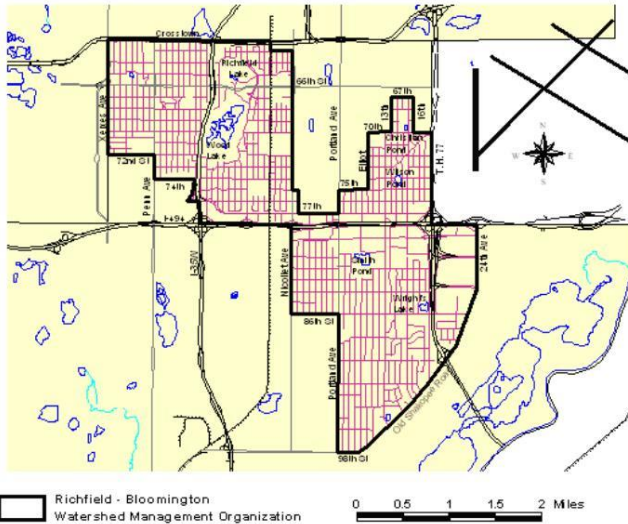 Crosstown
Richfield
Lake
66th St
Xerxes Ave
Portland Ave
67th
13th
16th
70th
Christian
Pond
Wood
Lake
72nd St
Elliot
T.H. 77
N
W
E
S
74th
75th
Wilson
Pond
Penn Ave
77th
I-494
I-35W
Nicollet Ave
24th Ave
Smith
Pond
Wright's
Lake
86th St
Portland Ave
Old Shakopee Road
98th St
Richfield - Bloomington
Watershed Management Organization
0 0.5 1 1.5 2 Miles